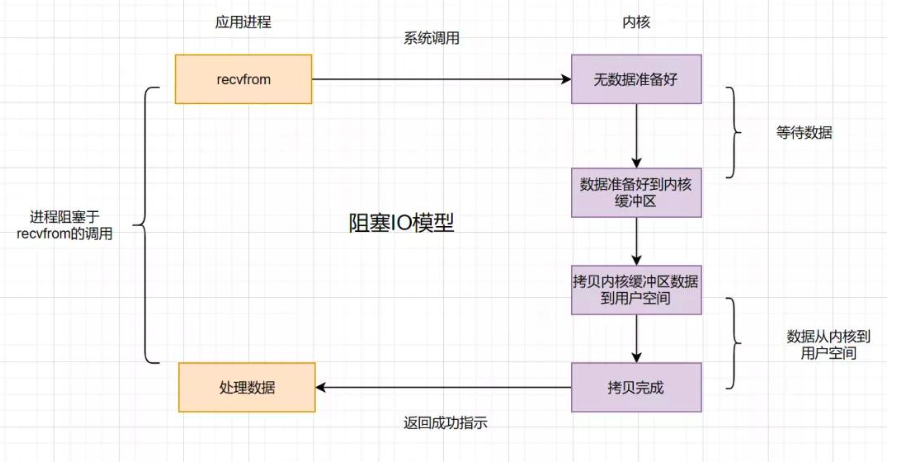 应用进程
内核
系统调用
recvfrom
无数据准备好
等待数据
数据准备好到内核
缓冲区
进程阻塞于
recvfrom的调用
阻塞IO模型
拷贝内核缓冲区数据
到用户空间
数据从内核到
用户空间
处理数据
拷贝完成
返回成功指示